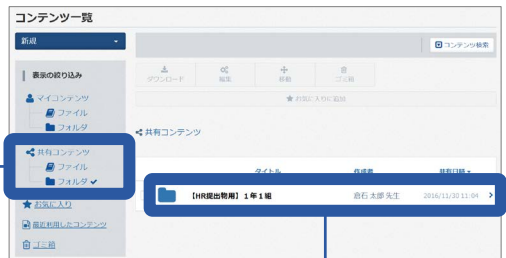 コンテンツ一覧
新規
コンテンツ検索
表示の絞り込み
ダウンロード 編集 移動 ゴミ箱
マイコンテンツ
★ お気に入りに追加
ファイル
フォルダ
共有コンテンツ
共有コンテンツ
ファイル
フォルダ ✔
タイトル 作成者 共有日時
【HR提出物用】１年１組 倉石 太郎 先生 2016/11/30 11:04
お気に入り
最近利用したコンテンツ
ゴミ箱